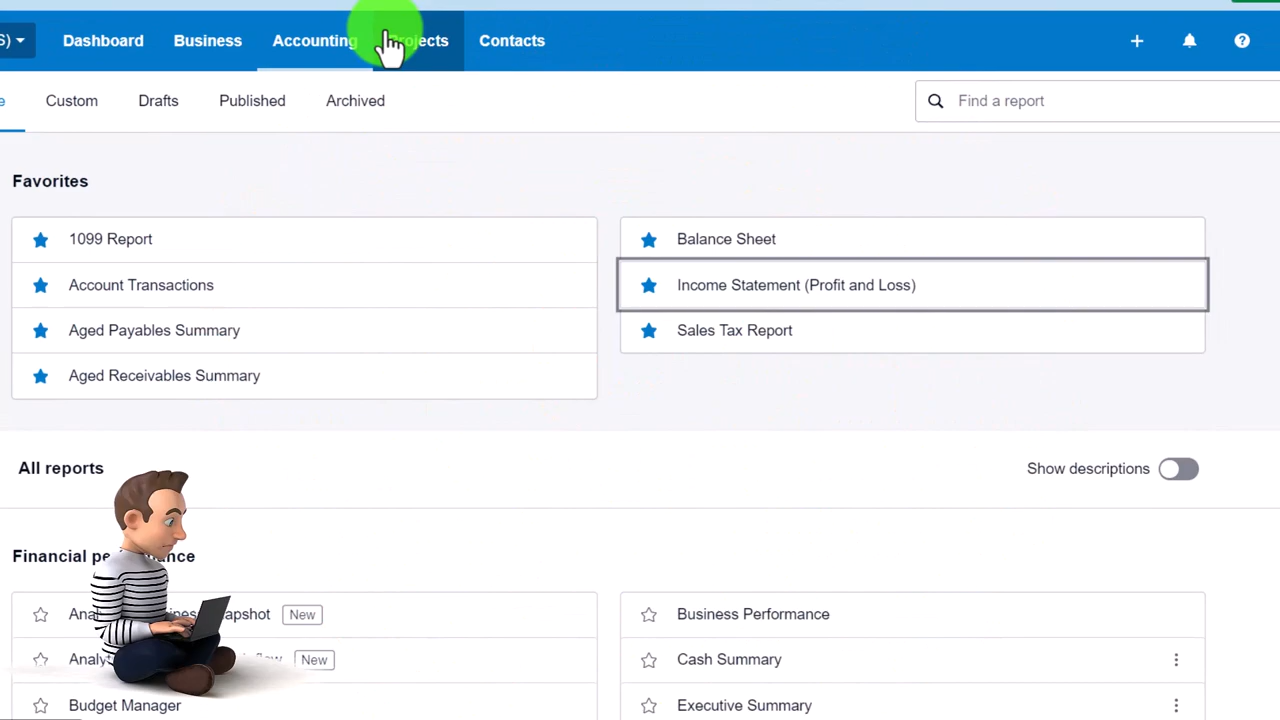 S) Dashboard Business Accounting Projects Contacts
Custom Drafts Published Archived Find a report
Favorites
1099 Report Balance Sheet
Account Transactions Income Statement (Profit and Loss)
Aged Payables Summary Sales Tax Report
Aged Receivables Summary
All reports Show descriptions
Financial
New Business Performance
New Cash Summary
Budget Manager Executive Summary